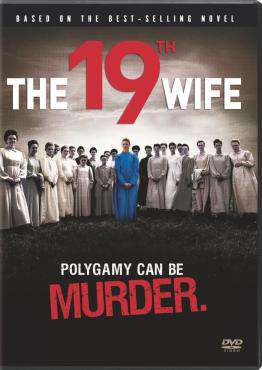 BASED ON THE BEST-SELLING NOVEL
THE 19TH WIFE
POLYGAMY CAN BE
MURDER.
DVD
VIDEO